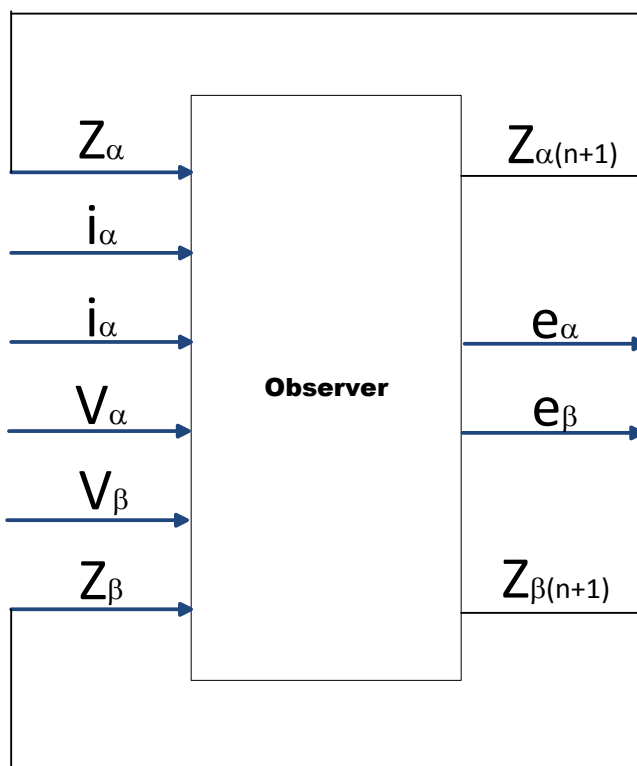 Zα
Zα(n+1)
iα
iα
eα
Observer
Vα
eβ
Vβ
Zβ
Zβ(n+1)